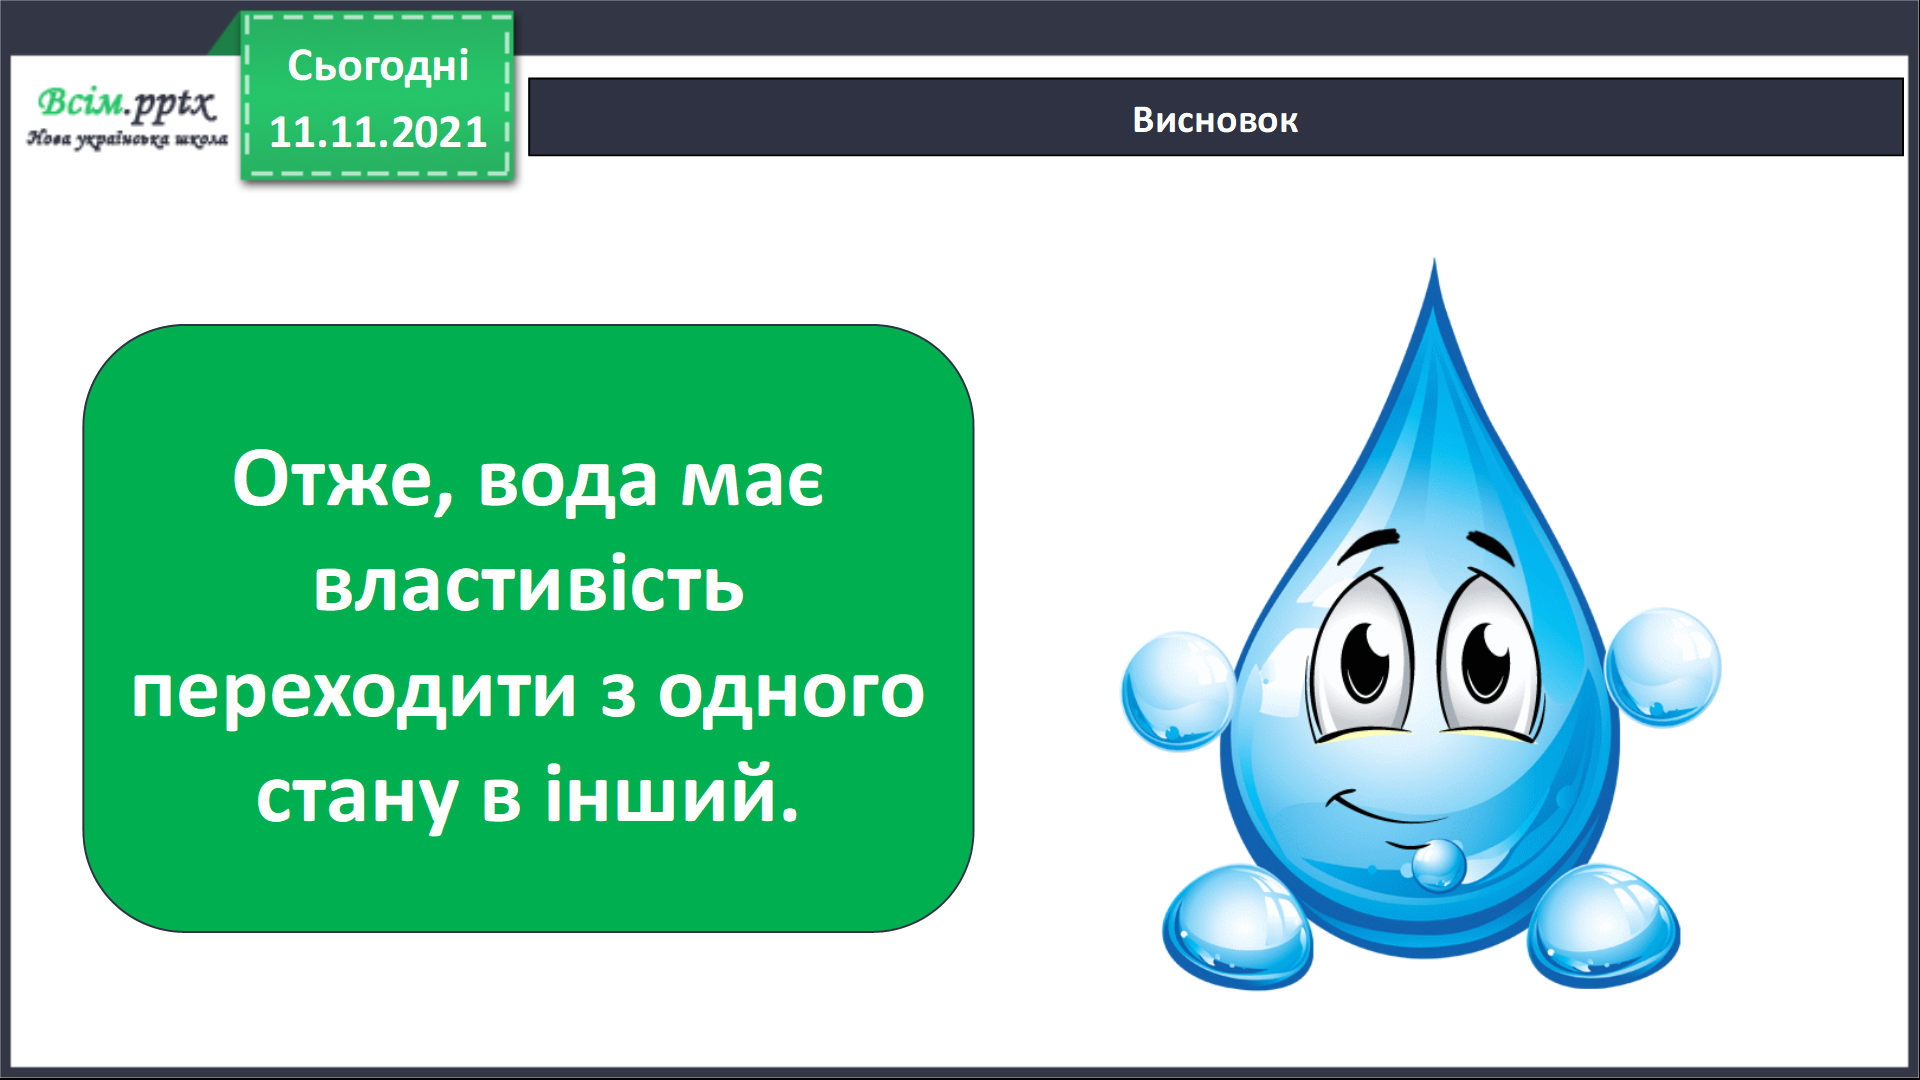 Всім.pptx
Нова українська школа
Сьогодні
11.11.2021
Висновок
Отже, вода має
властивість
переходити з одного
стану в інший.